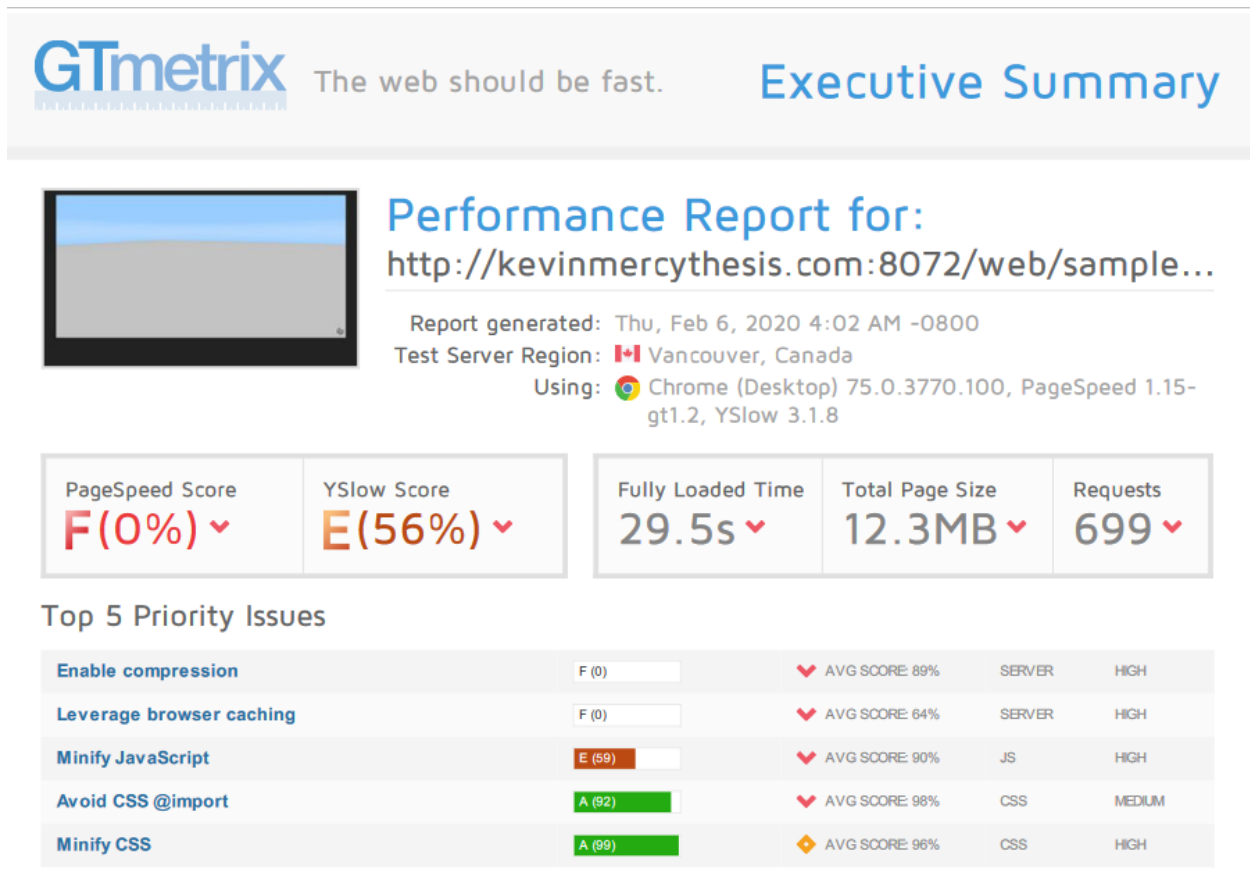 GTmetrix The web should be fast. Executive Summary
Performance Report for:
http://kevinmercythesis.com:8072/web/sample...
Report generated: Thu, Feb 6, 2020 4:02 AM -0800
Test Server Region: Vancouver, Canada
Using: Chrome (Desktop) 75.0.3770.100, PageSpeed 1.15-
gt1.2, YSlow 3.1.8
PageSpeed Score YSlow Score Fully Loaded Time Total Page Size Requests
F(0%) E(56%) 29.5s 12.3MB 699
Top 5 Priority Issues
Enable compression F (0) AVG SCORE: 89% SERVER HIGH
Leverage browser caching F (0) AVG SCORE: 64% SERVER HIGH
Minify JavaScript E (59) AVG SCORE: 90% JS HIGH
Avoid CSS @import A (92) AVG SCORE: 98% CSS MEDIUM
Minify CSS A (99) AVG SCORE: 96% CSS HIGH